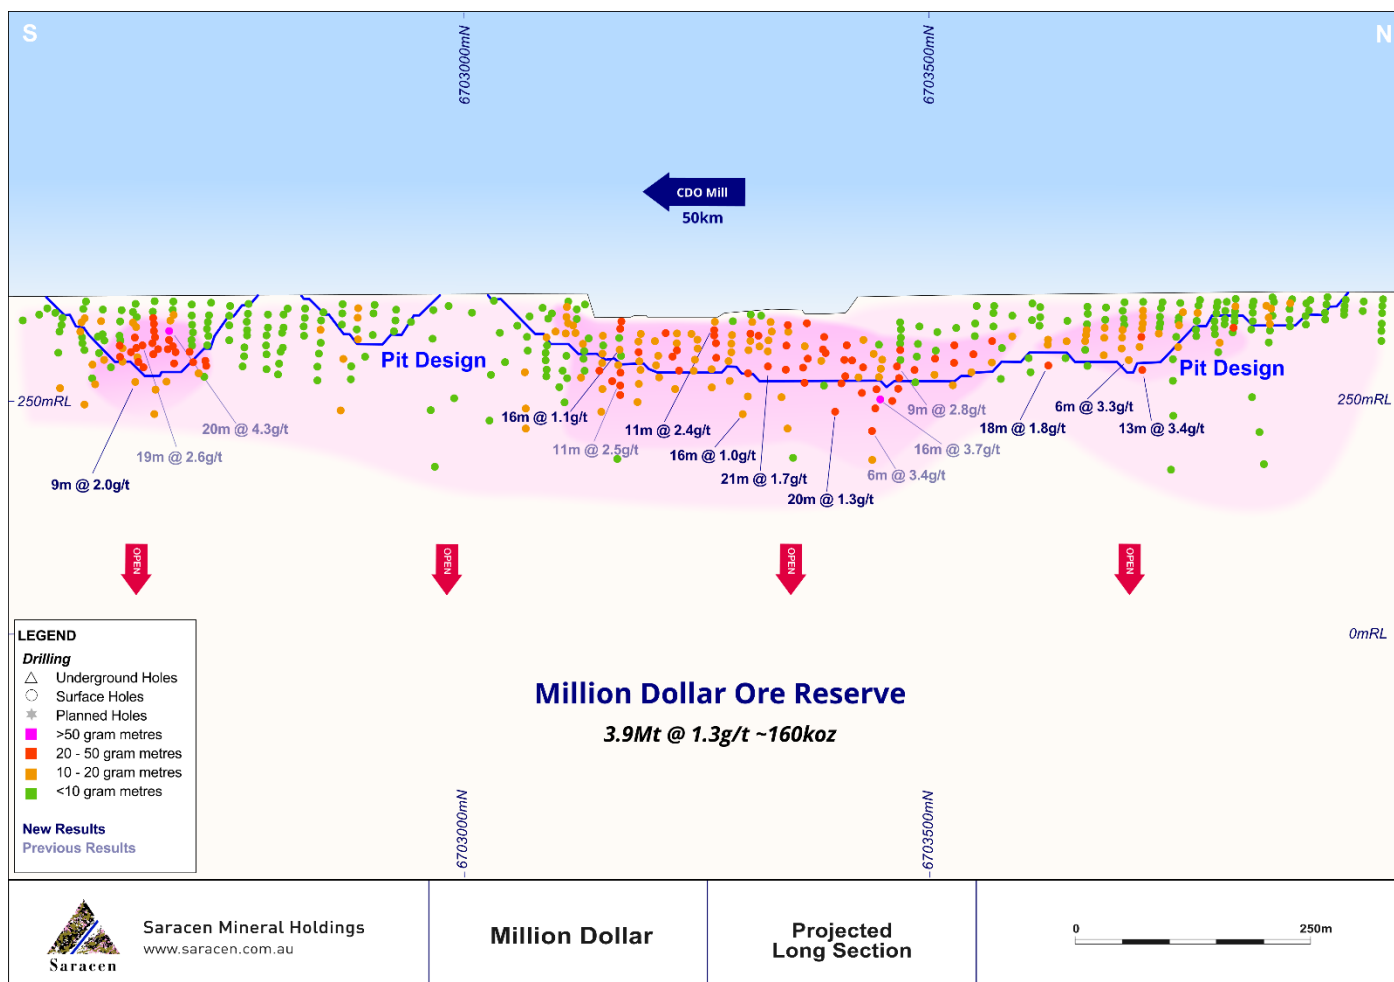 S
N
6703000mN
6703500mN
CDO Mill
50km
Pit Design
Pit Design
250mRL
250mRL
16m @ 1.1g/t
11m @ 2.4g/t
9m @ 2.8g/t
6m @ 3.3g/t
20m @ 4.3g/t
18m @ 1.8g/t
13m @ 3.4g/t
11m @ 2.5g/t
16m @ 1.0g/t
16m @ 3.7g/t
19m @ 2.6g/t
21m @ 1.7g/t
6m @ 3.4g/t
9m @ 2.0g/t
20m @ 1.3g/t
OPEN
OPEN
OPEN
OPEN
0mRL
LEGEND
Drilling
Underground Holes
Surface Holes
Planned Holes
>50 gram metres
20 - 50 gram metres
10 - 20 gram metres
<10 gram metres
New Results
Previous Results
Million Dollar Ore Reserve
3.9Mt @ 1.3g/t ~160koz
6703000mN
6703500mN
Saracen
Saracen Mineral Holdings
www.saracen.com.au
Million Dollar
Projected
Long Section
0
250m